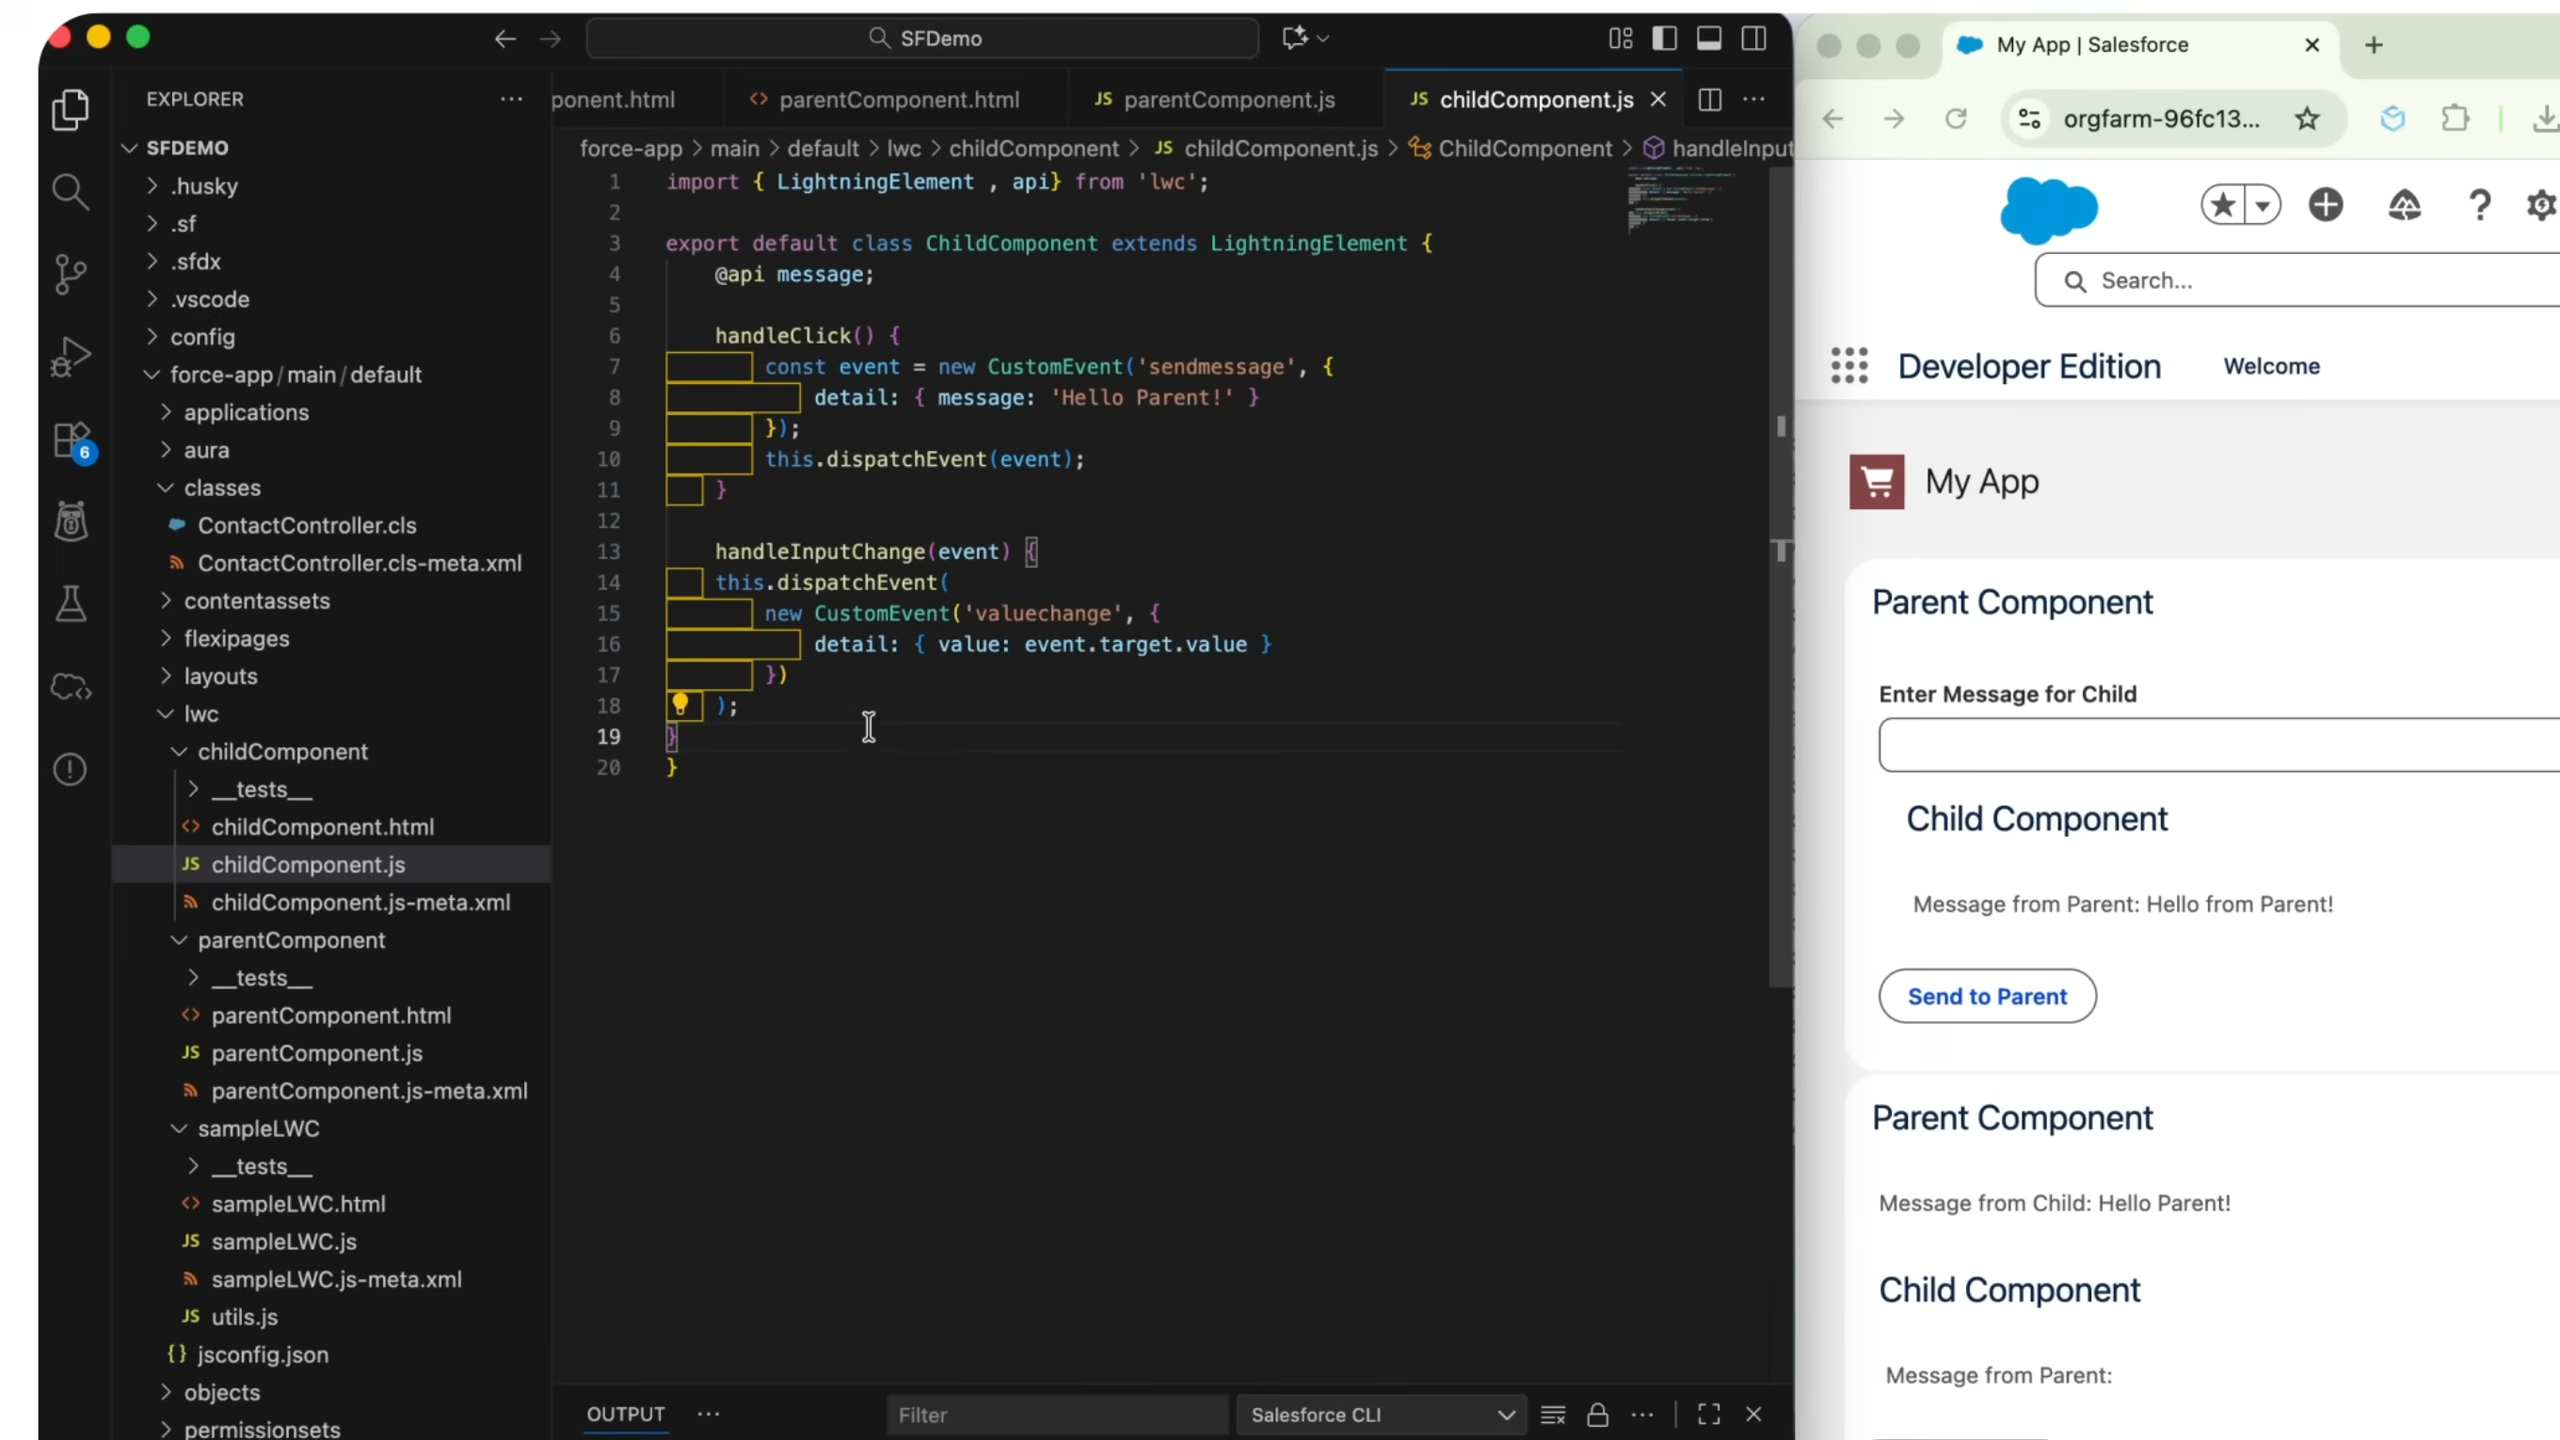 SFDemo
EXPLORER
SFDEMO
.husky
.sf
.sfdx
.vscode
config
force-app/main/default
applications
aura
classes
ContactController.cls
ContactController.cls-meta.xml
contentassets
flexipages
layouts
lwc
childComponent
__tests__
childComponent.html
JS childComponent.js
childComponent.js-meta.xml
parentComponent
__tests__
parentComponent.html
JS parentComponent.js
parentComponent.js-meta.xml
sampleLWC
__tests__
sampleLWC.html
JS sampleLWC.js
sampleLWC.js-meta.xml
JS utils.js
{} jsconfig.json
objects
permissionsets
6
ponent.html
<> parentComponent.html
JS parentComponent.js
JS childComponent.js
force-app > main > default > lwc > childComponent > JS childComponent.js > ChildComponent > handleInput
1 import { LightningElement , api} from 'lwc';
2
3 export default class ChildComponent extends LightningElement {
4 @api message;
5
6 handleClick() {
7 const event = new CustomEvent('sendmessage', {
8 detail: { message: 'Hello Parent!' }
9 });
10 this.dispatchEvent(event);
11 }
12
13 handleInputChange(event) {
14 this.dispatchEvent(
15 new CustomEvent('valuechange', {
16 detail: { value: event.target.value }
17 })
18 );
19 }
20 }
OUTPUT
Filter
Salesforce CLI
My App | Salesforce
orgfarm-96fc13...
Search...
Developer Edition
Welcome
My App
Parent Component
Enter Message for Child
Child Component
Message from Parent: Hello from Parent!
Send to Parent
Parent Component
Message from Child: Hello Parent!
Child Component
Message from Parent: